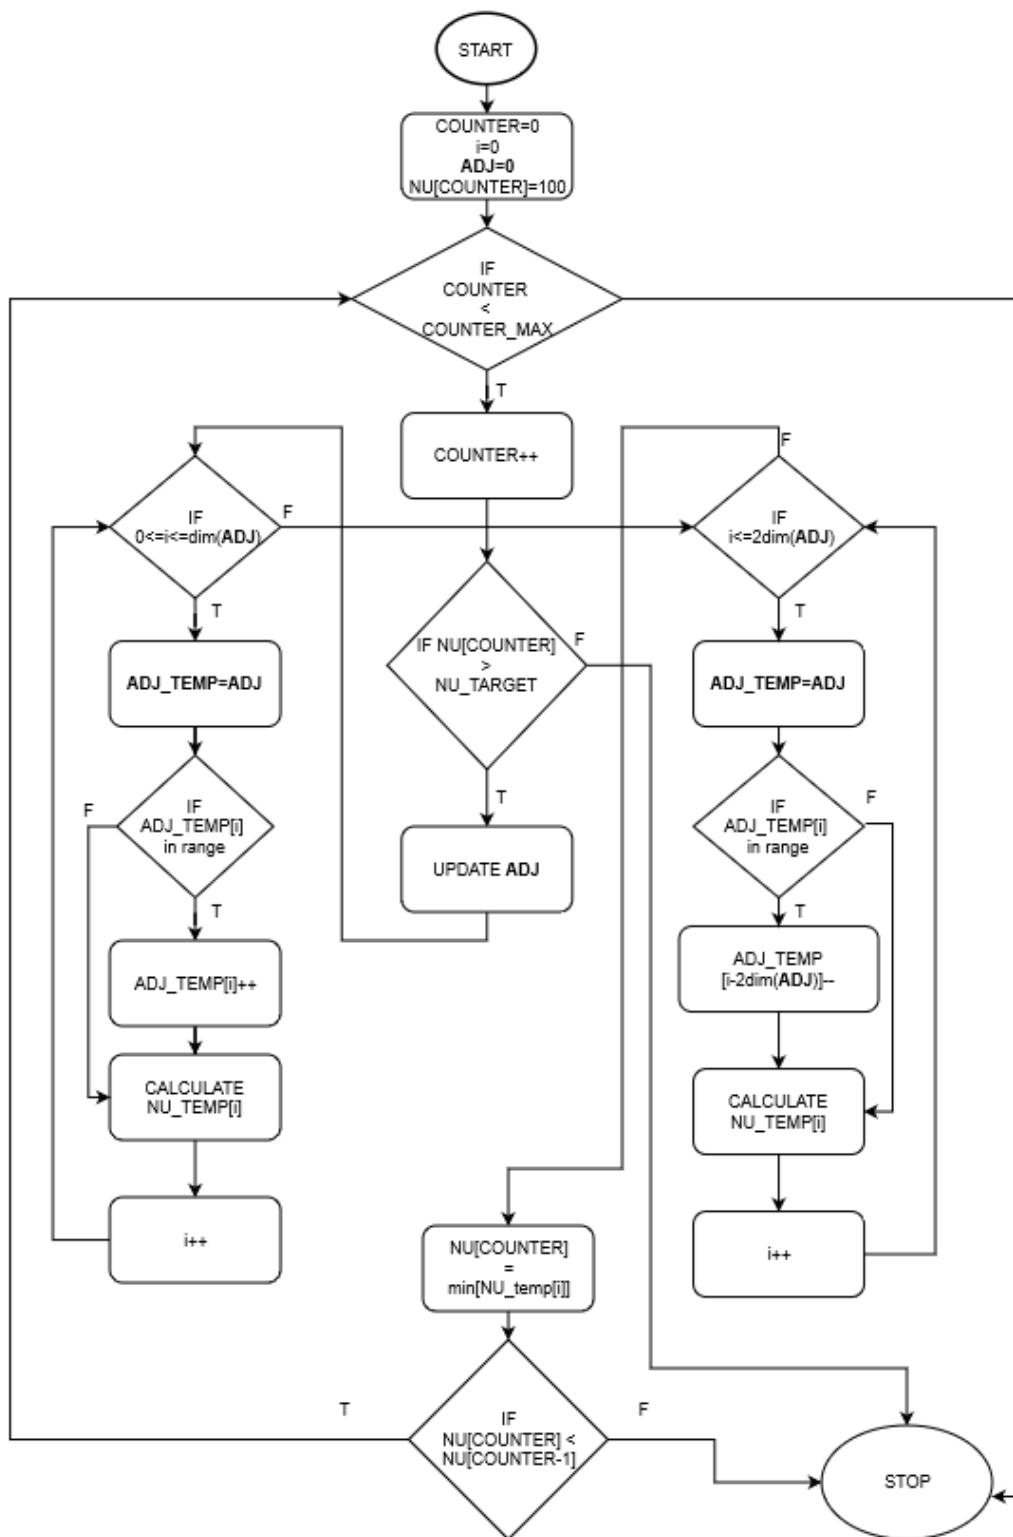 START
COUNTER=0
i=0
ADJ=0
NU[COUNTER]=100
IF
COUNTER
<
COUNTER_MAX
T
COUNTER++
F
IF
0<=i<=dim(ADJ)
F
IF
i<=2dim(ADJ)
T
T
IF NU[COUNTER]
>
NU_TARGET
F
ADJ_TEMP=ADJ
ADJ_TEMP=ADJ
T
F
IF
ADJ_TEMP[i]
in range
UPDATE ADJ
IF
ADJ_TEMP[i]
in range
F
T
T
ADJ_TEMP[i]++
ADJ_TEMP
[i-2dim(ADJ)]--
CALCULATE
NU_TEMP[i]
CALCULATE
NU_TEMP[i]
i++
NU[COUNTER]
=
min[NU_temp[i]]
i++
T
IF
NU[COUNTER] <
NU[COUNTER-1]
F
STOP